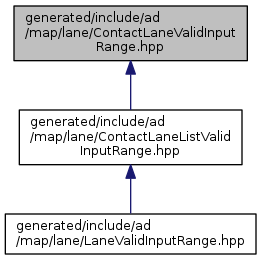 generated/include/ad
/map/lane/ContactLaneValidInput
Range.hpp
generated/include/ad
/map/lane/ContactLaneListValid
InputRange.hpp
generated/include/ad
/map/lane/LaneValidInputRange.hpp